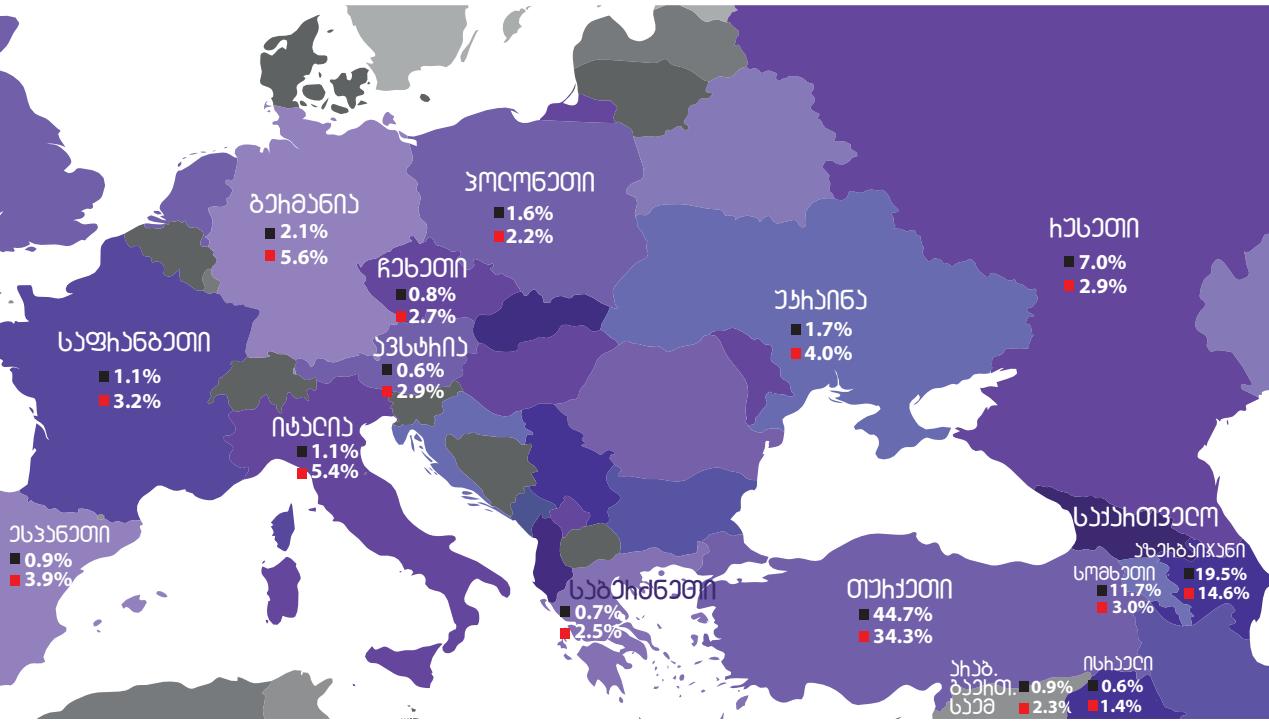 გერმანია
2.1%
5.6%
პოლონეთი
1.6%
2.2%
რუსეთი
7.0%
2.9%
ჩეხეთი
0.8%
2.7%
უკრაინა
1.7%
4.0%
საფრანგეთი
1.1%
3.2%
ავსტრია
0.6%
2.9%
იტალია
1.1%
5.4%
ესპანეთი
0.9%
3.9%
საქართველო
აზერბაიჯანი
19.5%
14.6%
სომხეთი
11.7%
3.0%
საბერძნეთი
0.7%
2.5%
თურქეთი
44.7%
34.3%
არაბ.
გაერთ.
საემ
0.9%
2.3%
ისრაელი
0.6%
1.4%